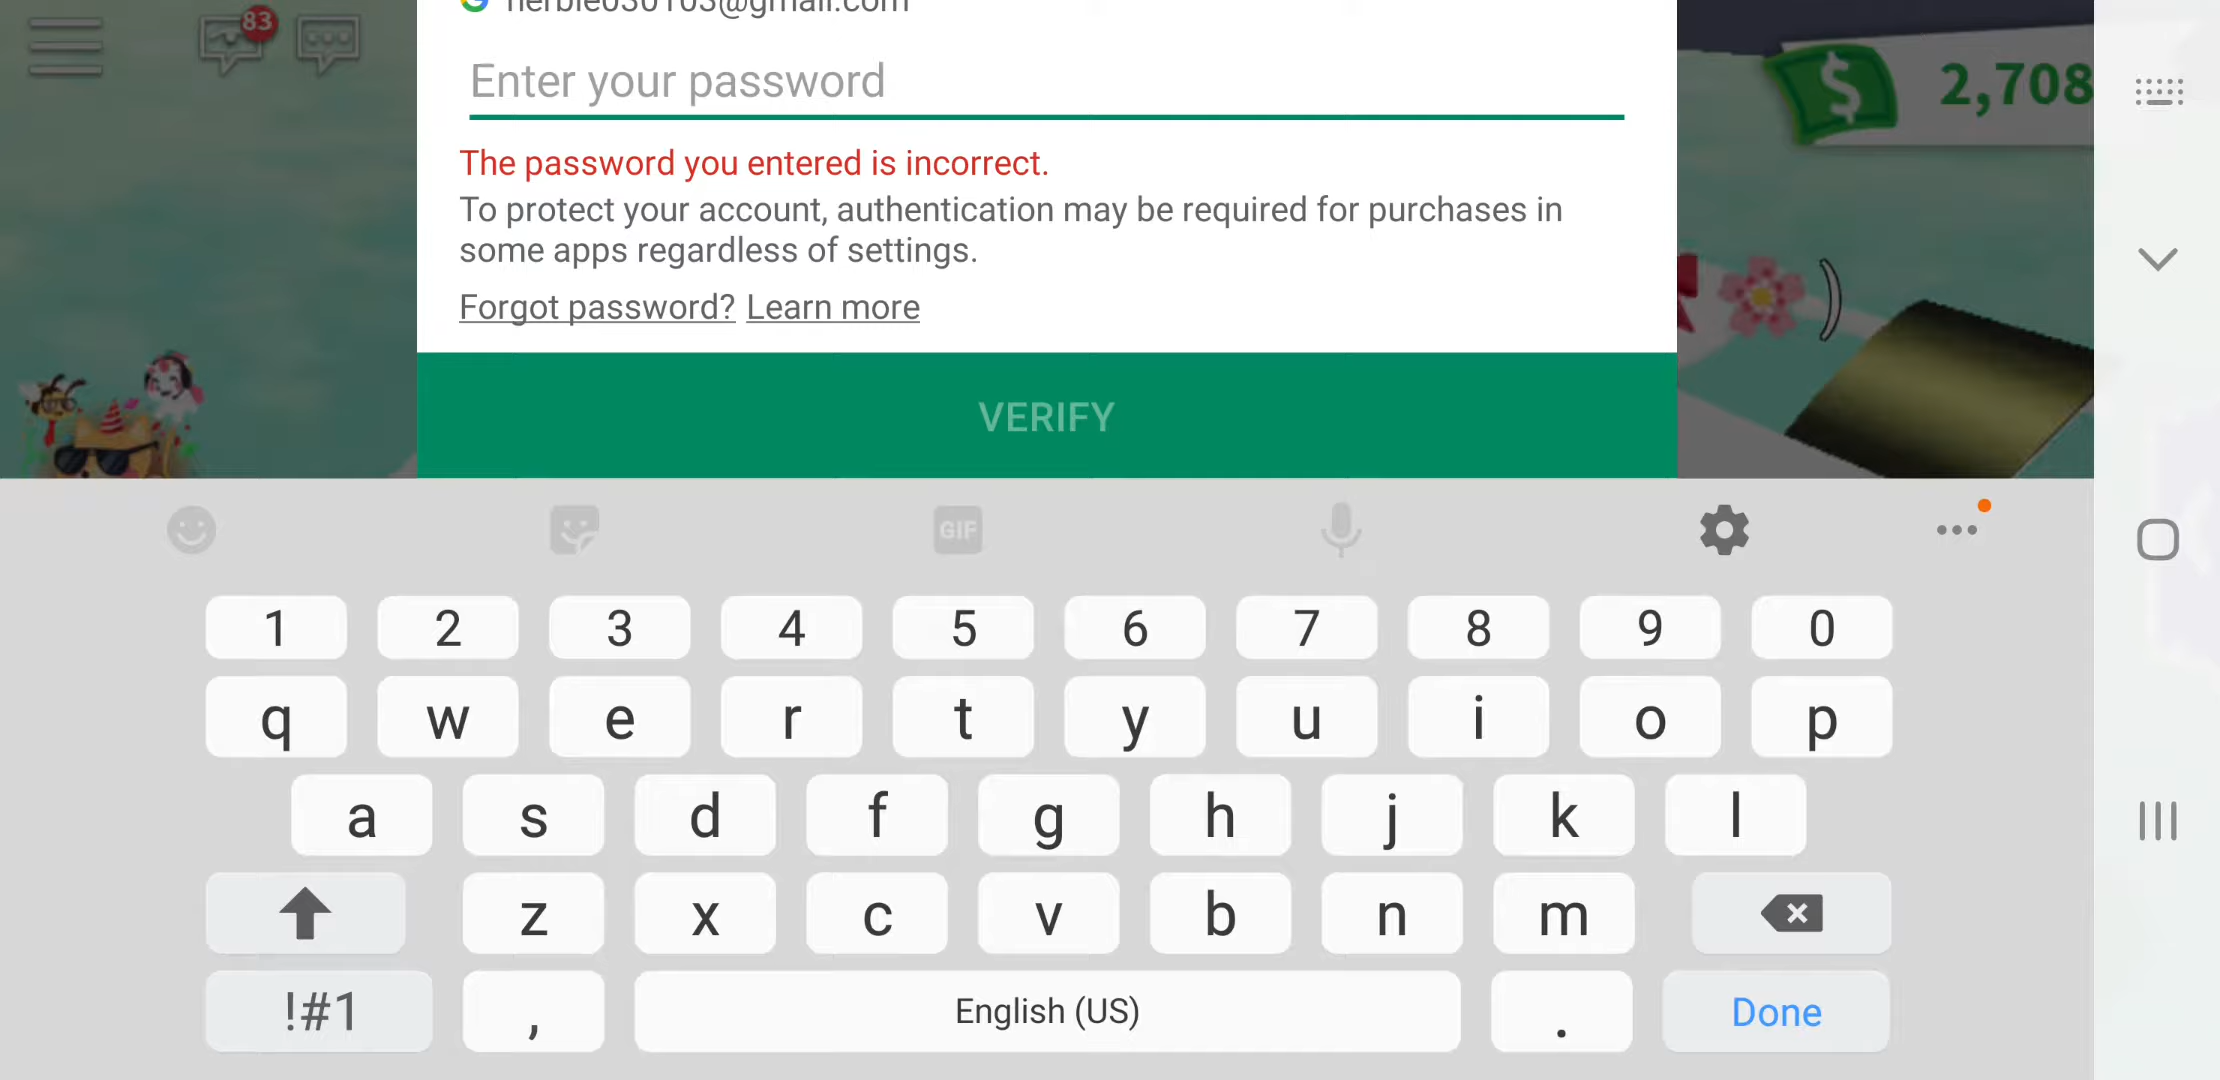 83
Enter your password
2,708
The password you entered is incorrect.
To protect your account, authentication may be required for purchases in
some apps regardless of settings.
Forgot password? Learn more
)
VERIFY
GIF
1 2 3 4 5 6 7 8 9 0
q w e r t y u i o p
a s d f g h j k l
z x c v b n m
!#1 , English (US) . Done